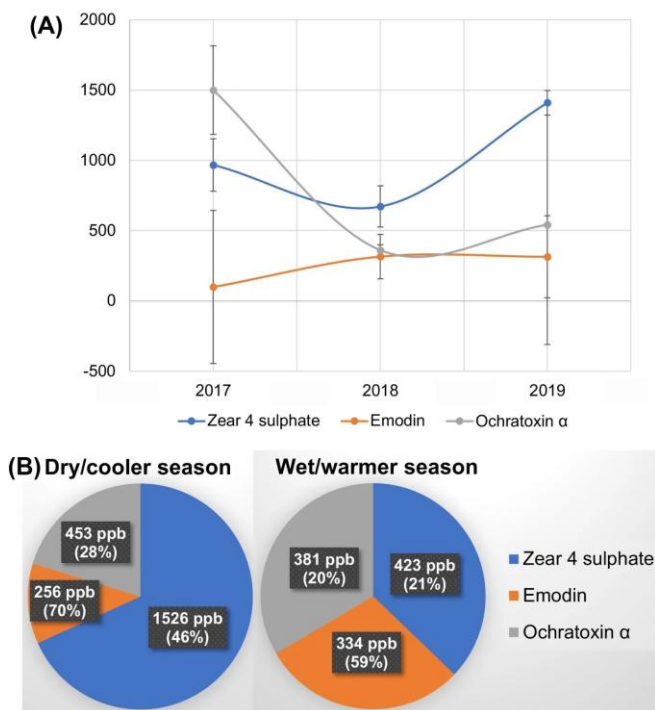 (A)
2000
1500
1000
500
0
-500
2017 2018 2019
Zear 4 sulphate Emodin Ochratoxin α
(B) Dry/cooler season Wet/warmer season
453 ppb
(28%)
256 ppb
(70%)
1526 ppb
(46%)
381 ppb
(20%)
423 ppb
(21%)
334 ppb
(59%)
Zear 4 sulphate
Emodin
Ochratoxin α